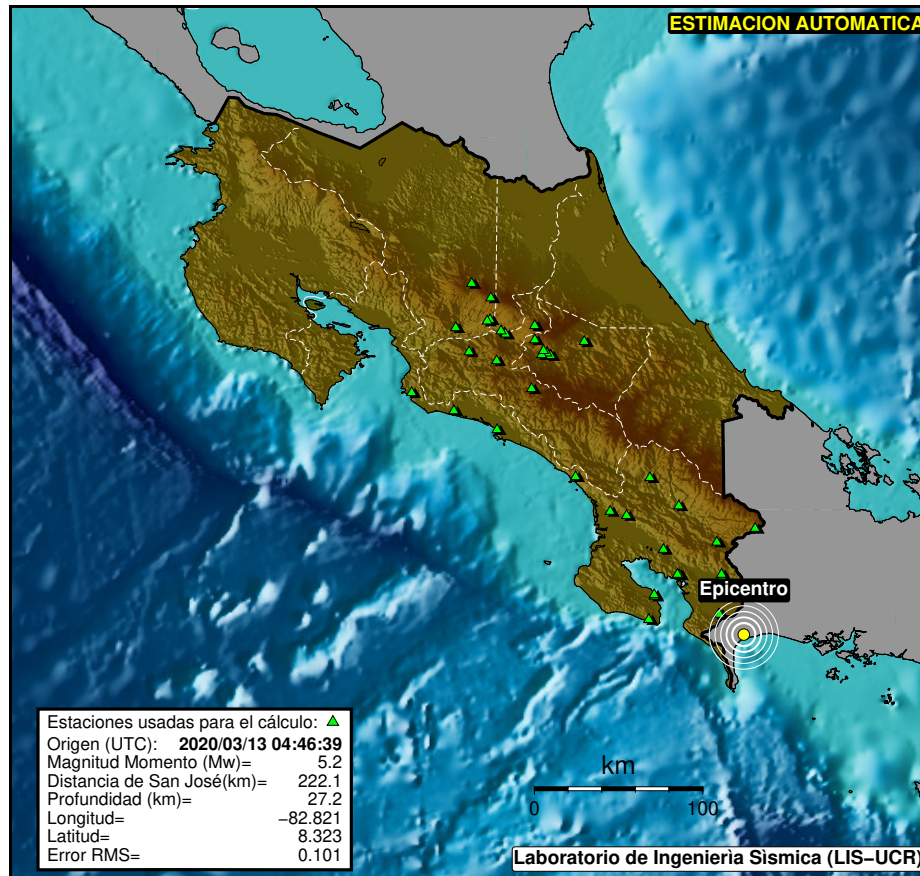 ESTIMACION AUTOMATICA
Epicentro
Estaciones usadas para el cálculo:
Origen (UTC): 2020/03/13 04:46:39
Magnitud Momento (Mw)= 5.2
Distancia de San José(km)= 222.1
Profundidad (km)= 27.2
Longitud= −82.821
Latitud= 8.323
Error RMS= 0.101
km
0 100
Laboratorio de Ingenierìa Sìsmica (LIS−UCR)